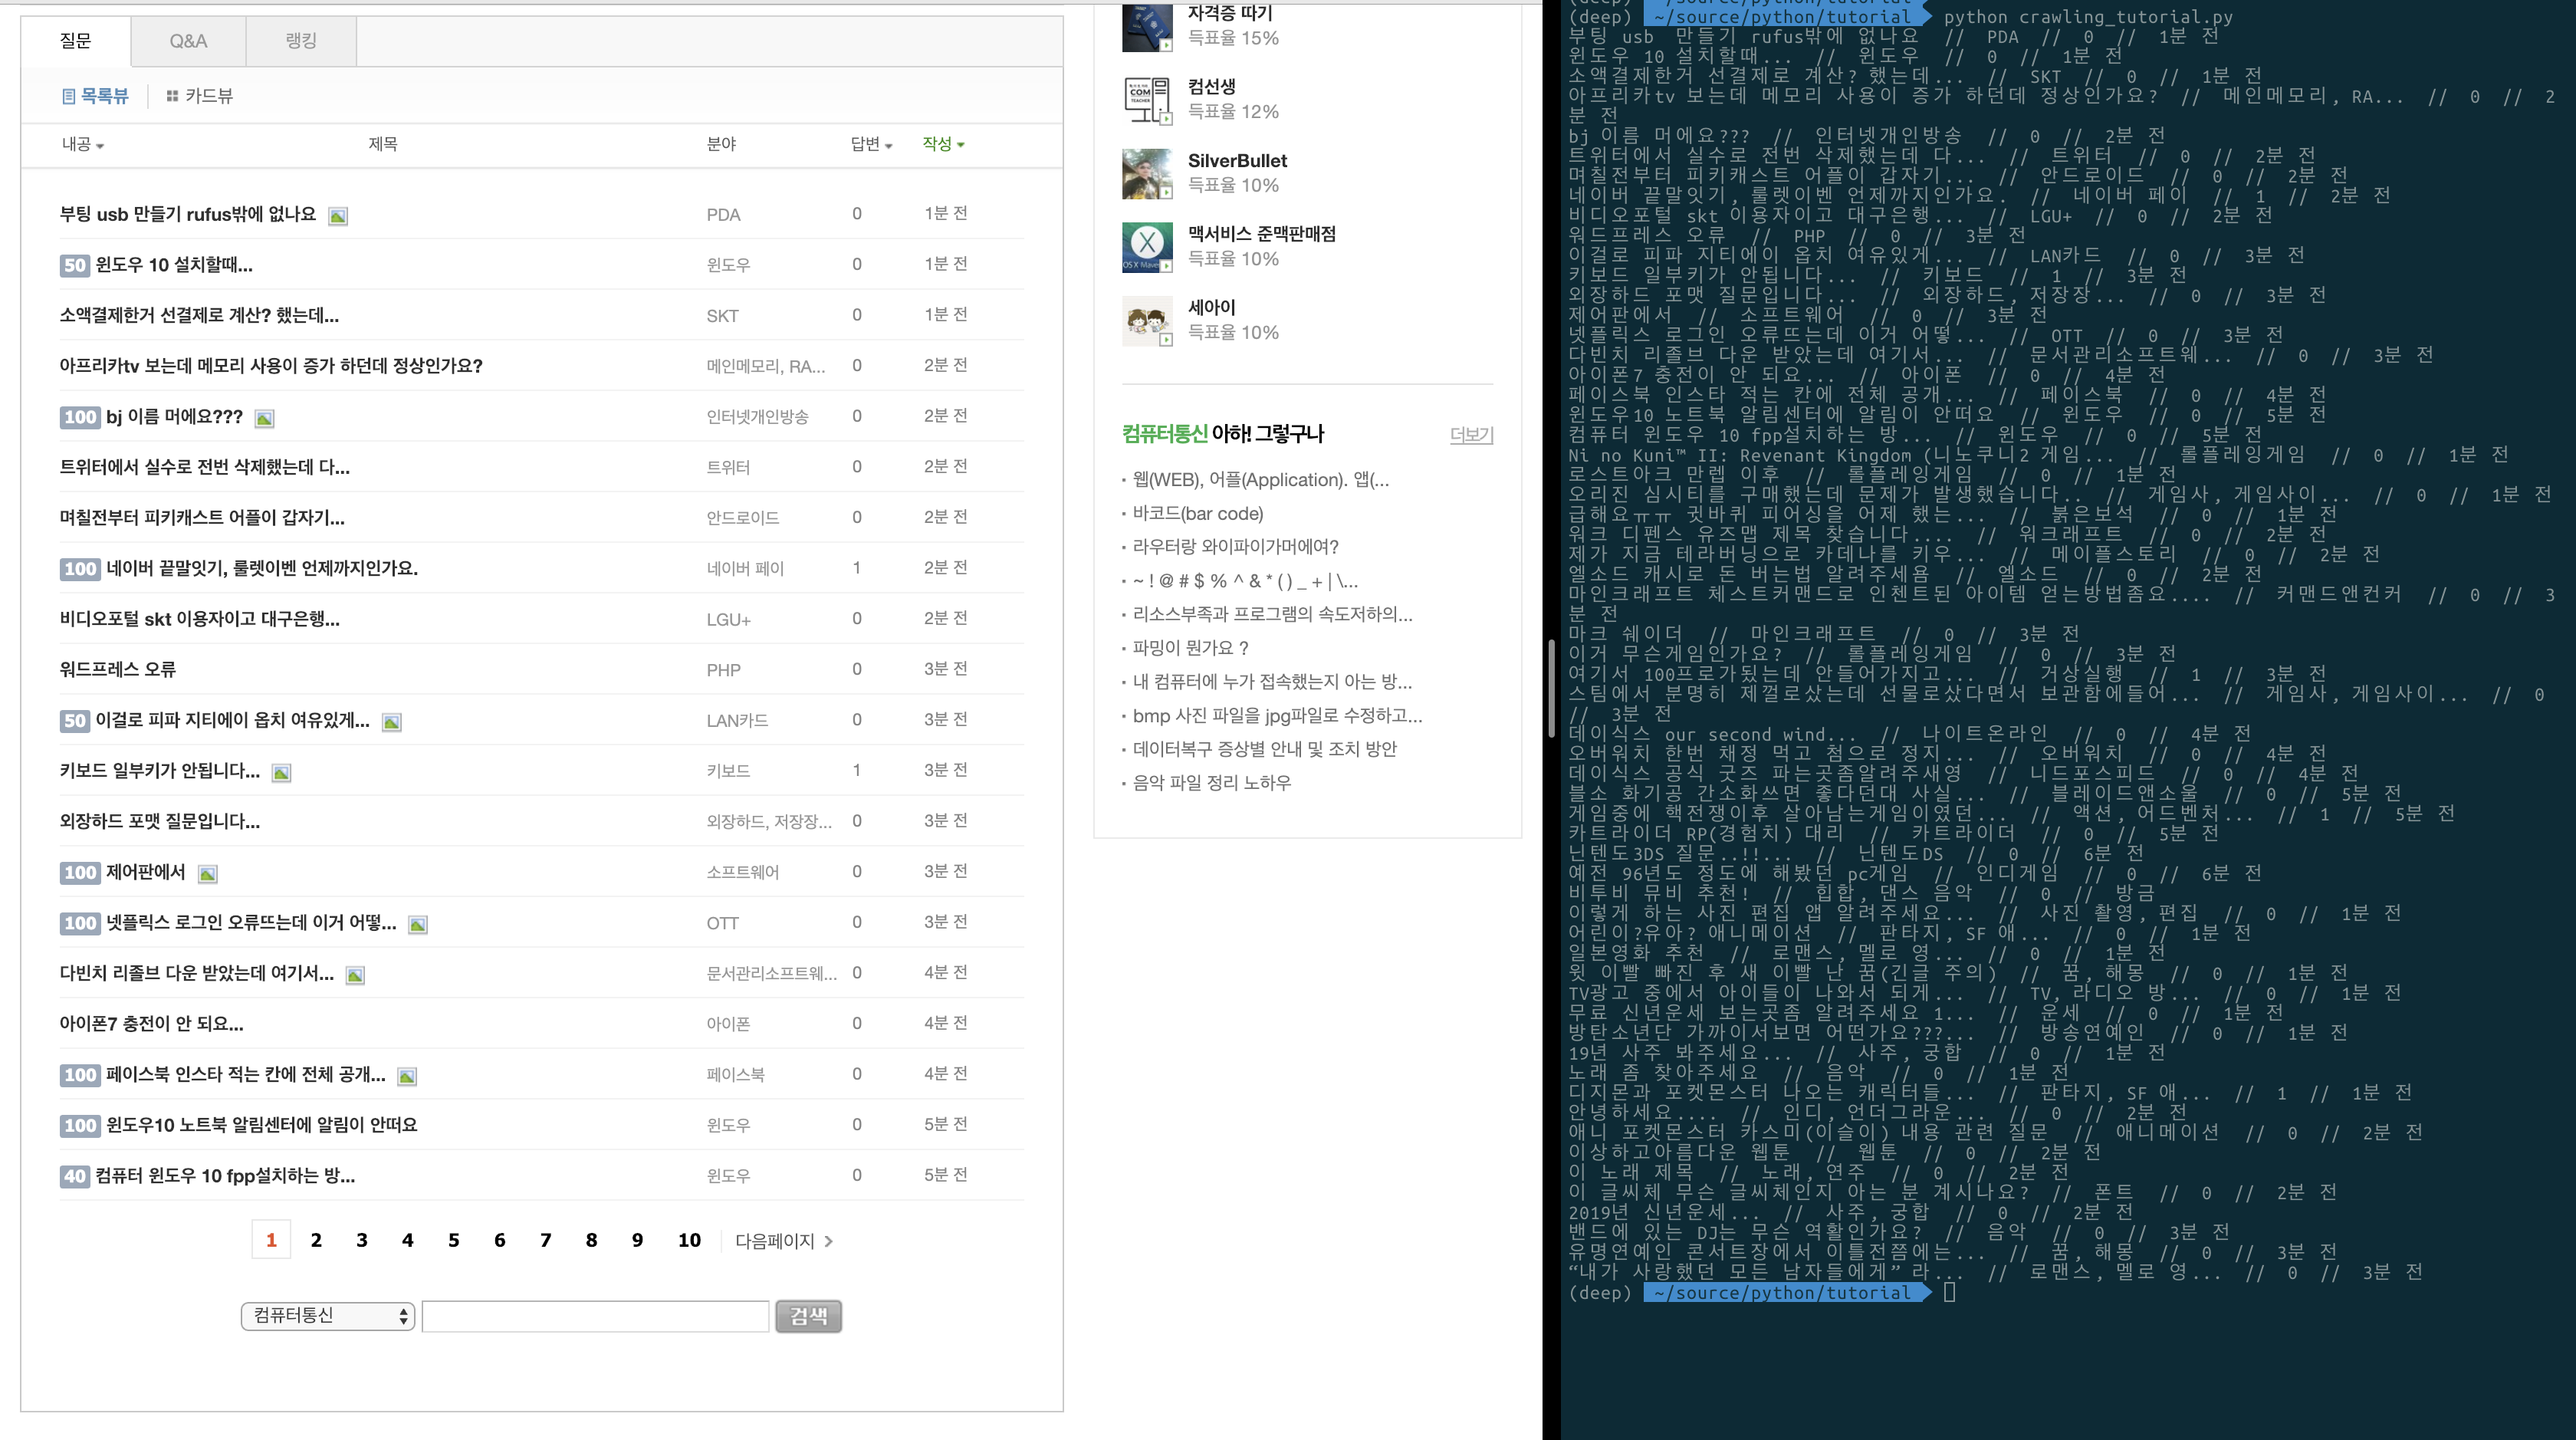 질문 Q&A 랭킹
목록뷰 카드뷰
내공 제목 분야 답변 작성
부팅 usb 만들기 rufus밖에 없나요 PDA 0 1분 전
50 윈도우 10 설치할때... 윈도우 0 1분 전
소액결제한거 선결제로 계산? 했는데... SKT 0 1분 전
아프리카tv 보는데 메모리 사용이 증가 하던데 정상인가요? 메인메모리, RA... 0 2분 전
100 bj 이름 머에요??? 인터넷개인방송 0 2분 전
트위터에서 실수로 전번 삭제했는데 다... 트위터 0 2분 전
며칠전부터 피키캐스트 어플이 갑자기... 안드로이드 0 2분 전
100 네이버 끝말잇기, 룰렛이벤 언제까지인가요. 네이버 페이 1 2분 전
비디오포털 skt 이용자이고 대구은행... LGU+ 0 2분 전
워드프레스 오류 PHP 0 3분 전
50 이걸로 피파 지티에이 옵치 여유있게... LAN카드 0 3분 전
키보드 일부키가 안됩니다... 키보드 1 3분 전
외장하드 포맷 질문입니다... 외장하드, 저장장... 0 3분 전
100 제어판에서 소프트웨어 0 3분 전
100 넷플릭스 로그인 오류뜨는데 이거 어떻... OTT 0 3분 전
다빈치 리졸브 다운 받았는데 여기서... 문서관리소프트웨... 0 4분 전
아이폰7 충전이 안 되요... 아이폰 0 4분 전
100 페이스북 인스타 적는 칸에 전체 공개... 페이스북 0 4분 전
100 윈도우10 노트북 알림센터에 알림이 안떠요 윈도우 0 5분 전
40 컴퓨터 윈도우 10 fpp설치하는 방... 윈도우 0 5분 전
1 2 3 4 5 6 7 8 9 10 다음페이지 >
컴퓨터통신 검색
자격증 따기
득표율 15%
COM
TEACHER
컴선생
득표율 12%
SilverBullet
득표율 10%
맥서비스 준맥판매점
득표율 10%
세아이
득표율 10%
컴퓨터통신 아하! 그렇구나 더보기
· 웹(WEB), 어플(Application). 앱(...
· 바코드(bar code)
· 라우터랑 와이파이가머에여?
· ~ ! @ # $ % ^ & * ( ) _ + | \...
· 리소스부족과 프로그램의 속도저하의...
· 파밍이 뭔가요 ?
· 내 컴퓨터에 누가 접속했는지 아는 방...
· bmp 사진 파일을 jpg파일로 수정하고...
· 데이터복구 증상별 안내 및 조치 방안
· 음악 파일 정리 노하우
(deep) ~/source/python/tutorial python crawling_tutorial.py
부팅 usb 만들기 rufus밖에 없나요 // PDA // 0 // 1분 전
윈도우 10 설치할때... // 윈도우 // 0 // 1분 전
소액결제한거 선결제로 계산? 했는데... // SKT // 0 // 1분 전
아프리카tv 보는데 메모리 사용이 증가 하던데 정상인가요? // 메인메모리, RA... // 0 // 2
분 전
bj 이름 머에요??? // 인터넷개인방송 // 0 // 2분 전
트위터에서 실수로 전번 삭제했는데 다... // 트위터 // 0 // 2분 전
며칠전부터 피키캐스트 어플이 갑자기... // 안드로이드 // 0 // 2분 전
네이버 끝말잇기, 룰렛이벤 언제까지인가요. // 네이버 페이 // 1 // 2분 전
비디오포털 skt 이용자이고 대구은행... // LGU+ // 0 // 2분 전
워드프레스 오류 // PHP // 0 // 3분 전
이걸로 피파 지티에이 옵치 여유있게... // LAN카드 // 0 // 3분 전
키보드 일부키가 안됩니다... // 키보드 // 1 // 3분 전
외장하드 포맷 질문입니다... // 외장하드, 저장장... // 0 // 3분 전
제어판에서 // 소프트웨어 // 0 // 3분 전
넷플릭스 로그인 오류뜨는데 이거 어떻... // OTT // 0 // 3분 전
다빈치 리졸브 다운 받았는데 여기서... // 문서관리소프트웨... // 0 // 3분 전
아이폰7 충전이 안 되요... // 아이폰 // 0 // 4분 전
페이스북 인스타 적는 칸에 전체 공개... // 페이스북 // 0 // 4분 전
윈도우10 노트북 알림센터에 알림이 안떠요 // 윈도우 // 0 // 5분 전
컴퓨터 윈도우 10 fpp설치하는 방... // 윈도우 // 0 // 5분 전
Ni no Kuni™ II: Revenant Kingdom (니노쿠니2 게임... // 롤플레잉게임 // 0 // 1분 전
로스트아크 만렙 이후 // 롤플레잉게임 // 0 // 1분 전
오리진 심시티를 구매했는데 문제가 발생했습니다.. // 게임사, 게임사이... // 0 // 1분 전
급해요ㅠㅠ 귓바퀴 피어싱을 어제 했는... // 붉은보석 // 0 // 1분 전
워크 디펜스 유즈맵 제목 찾습니다.... // 워크래프트 // 0 // 2분 전
제가 지금 테라버닝으로 카데나를 키우... // 메이플스토리 // 0 // 2분 전
엘소드 캐시로 돈 버는법 알려주세욤 // 엘소드 // 0 // 2분 전
마인크래프트 체스트커맨드로 인첸트된 아이템 얻는방법좀요.... // 커맨드앤컨커 // 0 // 3
분 전
마크 쉐이더 // 마인크래프트 // 0 // 3분 전
이거 무슨게임인가요? // 롤플레잉게임 // 0 // 3분 전
여기서 100프로가됬는데 안들어가지고... // 거상실행 // 1 // 3분 전
스팀에서 분명히 제껄로샀는데 선물로샀다면서 보관함에들어... // 게임사, 게임사이... // 0
// 3분 전
데이식스 our second wind... // 나이트온라인 // 0 // 4분 전
오버워치 한번 채정 먹고 첨으로 정지... // 오버워치 // 0 // 4분 전
데이식스 공식 굿즈 파는곳좀알려주새영 // 니드포스피드 // 0 // 4분 전
블소 화기공 간소화쓰면 좋다던대 사실... // 블레이드앤소울 // 0 // 5분 전
게임중에 핵전쟁이후 살아남는게임이였던... // 액션, 어드벤처... // 1 // 5분 전
카트라이더 RP(경험치) 대리 // 카트라이더 // 0 // 5분 전
닌텐도3DS 질문..!!... // 닌텐도DS // 0 // 6분 전
예전 96년도 정도에 해봤던 pc게임 // 인디게임 // 0 // 6분 전
비투비 뮤비 추천! // 힙합, 댄스 음악 // 0 // 방금
이렇게 하는 사진 편집 앱 알려주세요... // 사진 촬영, 편집 // 0 // 1분 전
어린이?유아? 애니메이션 // 판타지, SF 애... // 0 // 1분 전
일본영화 추천 // 로맨스, 멜로 영... // 0 // 1분 전
윗 이빨 빠진 후 새 이빨 난 꿈(긴글 주의) // 꿈, 해몽 // 0 // 1분 전
TV광고 중에서 아이들이 나와서 되게... // TV, 라디오 방... // 0 // 1분 전
무료 신년운세 보는곳좀 알려주세요 1... // 운세 // 0 // 1분 전
방탄소년단 가까이서보면 어떤가요???... // 방송연예인 // 0 // 1분 전
19년 사주 봐주세요... // 사주, 궁합 // 0 // 1분 전
노래 좀 찾아주세요 // 음악 // 0 // 1분 전
디지몬과 포켓몬스터 나오는 캐릭터들... // 판타지, SF 애... // 1 // 1분 전
안녕하세요.... // 인디, 언더그라운... // 0 // 2분 전
애니 포켓몬스터 카스미(이슬이) 내용 관련 질문 // 애니메이션 // 0 // 2분 전
이상하고아름다운 웹툰 // 웹툰 // 0 // 2분 전
이 노래 제목 // 노래, 연주 // 0 // 2분 전
이 글씨체 무슨 글씨체인지 아는 분 계시나요? // 폰트 // 0 // 2분 전
2019년 신년운세... // 사주, 궁합 // 0 // 2분 전
밴드에 있는 DJ는 무슨 역활인가요? // 음악 // 0 // 3분 전
유명연예인 콘서트장에서 이틀전쯤에는... // 꿈, 해몽 // 0 // 3분 전
“내가 사랑했던 모든 남자들에게” 라... // 로맨스, 멜로 영... // 0 // 3분 전
(deep) ~/source/python/tutorial